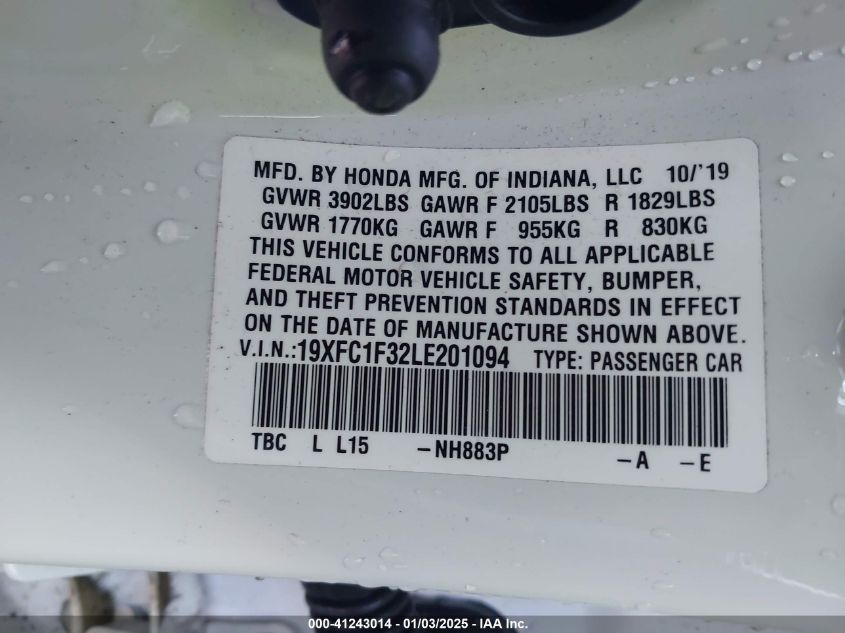 MFD. BY HONDA MFG. OF INDIANA, LLC 10/'19
GVWR 3902LBS GAWR F 2105LBS R 1829LBS
GVWR 1770KG GAWR F 955KG R 830KG
THIS VEHICLE CONFORMS TO ALL APPLICABLE
FEDERAL MOTOR VEHICLE SAFETY, BUMPER,
AND THEFT PREVENTION STANDARDS IN EFFECT
ON THE DATE OF MANUFACTURE SHOWN ABOVE.
V.I.N.:19XFC1F32LE201094 TYPE: PASSENGER CAR
TBC L L15 -NH883P -A -E
000-41243014 - 01/03/2025 - IAAI Inc.